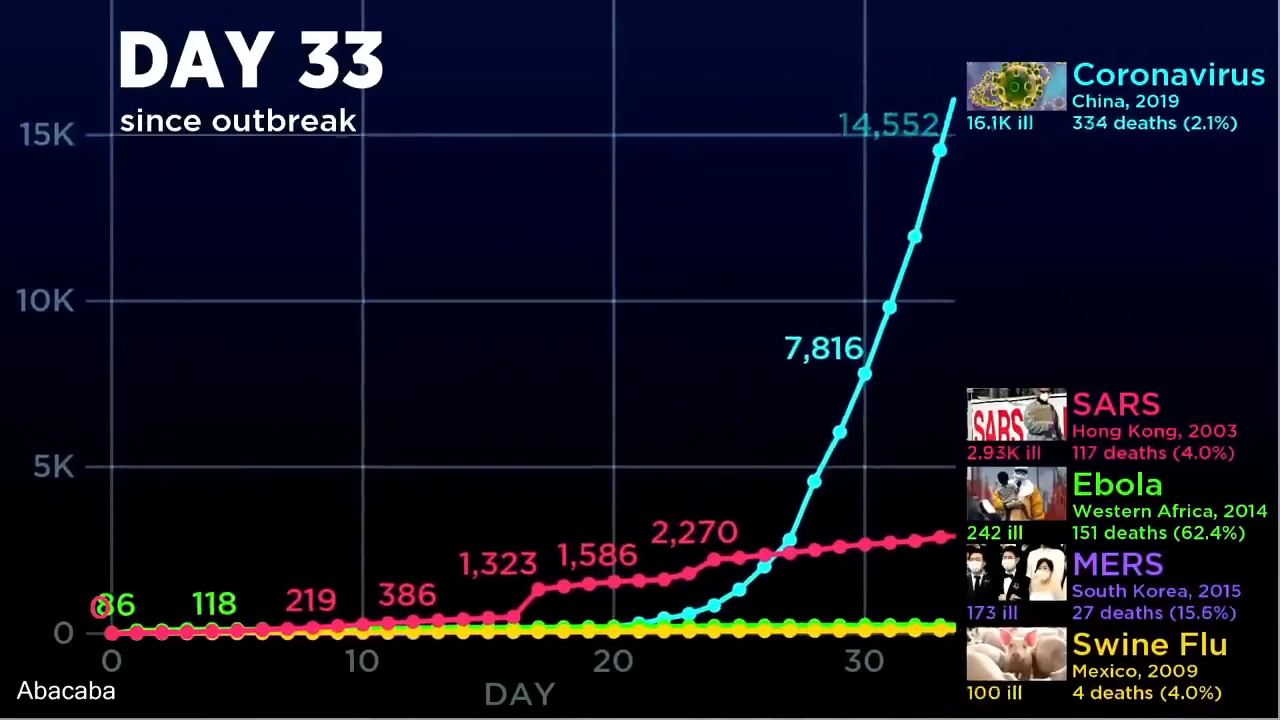 DAY 33
since outbreak
15K
10K
5K
0
0
10
20
30
DAY
86
118
219
386
1,323
1,586
2,270
7,816
14,552
Coronavirus
China, 2019
16.1K ill
334 deaths (2.1%)
SARS
SARS
Hong Kong, 2003
2.93K ill
117 deaths (4.0%)
Ebola
Western Africa, 2014
242 ill
151 deaths (62.4%)
MERS
South Korea, 2015
173 ill
27 deaths (15.6%)
Swine Flu
Mexico, 2009
100 ill
4 deaths (4.0%)
Abacaba